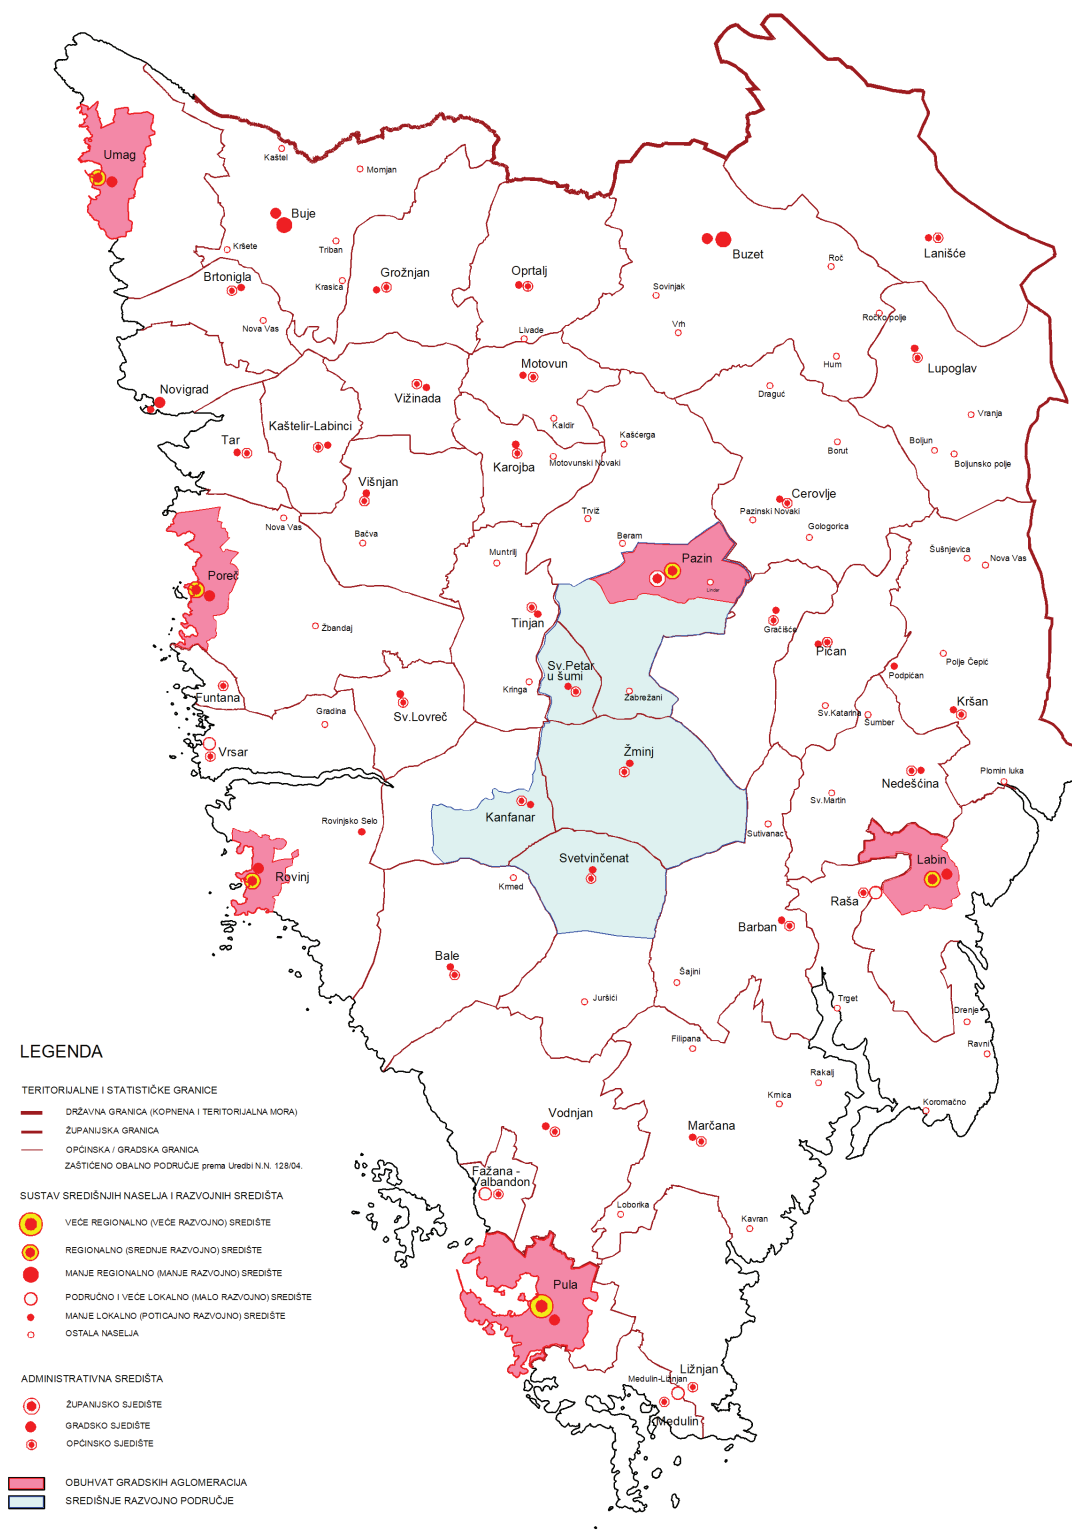 Umag
Kaštel
Momjan
Buje
Kršete
Triban
Krasica
Brtonigla
Nova Vas
Grožnjan
Oprtalj
Livade
Buzet
Sovinjak
Vrh
Roč
Ročko polje
Hum
Lanišće
Lupoglav
Vranja
Boljun
Boljunsko polje
Novigrad
Vižinada
Motovun
Kaldir
Draguć
Tar
Kaštelir-Labinci
Karojba
Kašćerga
Motovunski Novaki
Borut
Višnjan
Cerovlje
Pazinski Novaki
Gologorica
Nova Vas
Bačva
Trviž
Beram
Muntrilj
Pazin
Lindar
Šušnjevica
Nova Vas
Poreč
Žbandaj
Tinjan
Gračišće
Pićan
Podpićan
Polje Čepić
Funtana
Gradina
Sv.Lovreč
Kringa
Sv.Petar
u šumi
Zabrežani
Sv.Katarina
Sumber
Kršan
Vrsar
Žminj
Nedešćina
Plomin luka
Sv.Martin
Kanfanar
Rovinjsko Selo
Sutivanac
Rovinj
Krmed
Svetvinčenat
Labin
Raša
Bale
Barban
Šajini
Juršići
Trget
Drenje
Ravni
Filipana
Rakalj
Krnica
Koromačno
Vodnjan
Marčana
Fažana -
Valbandon
Loborika
Kavran
Pula
Ližnjan
Medulin-Ližnjan
Medulin
LEGENDA
TERITORIJALNE I STATISTIČKE GRANICE
DRŽAVNA GRANICA (KOPNENA I TERITORIJALNA MORA)
ŽUPANIJSKA GRANICA
OPĆINSKA / GRADSKA GRANICA
ZAŠTIĆENO OBALNO PODRUČJE prema Uredbi N.N. 128/04.
SUSTAV SREDIŠNJIH NASELJA I RAZVOJNIH SREDIŠTA
VEĆE REGIONALNO (VEĆE RAZVOJNO) SREDIŠTE
REGIONALNO (SREDNJE RAZVOJNO) SREDIŠTE
MANJE REGIONALNO (MANJE RAZVOJNO) SREDIŠTE
PODRUČNO I VEĆE LOKALNO (MALO RAZVOJNO) SREDIŠTE
MANJE LOKALNO (POTICAJNO RAZVOJNO) SREDIŠTE
OSTALA NASELJA
ADMINISTRATIVNA SREDIŠTA
ŽUPANIJSKO SJEDIŠTE
GRADSKO SJEDIŠTE
OPĆINSKO SJEDIŠTE
OBUHVAT GRADSKIH AGLOMERACIJA
SREDIŠNJE RAZVOJNO PODRUČJE